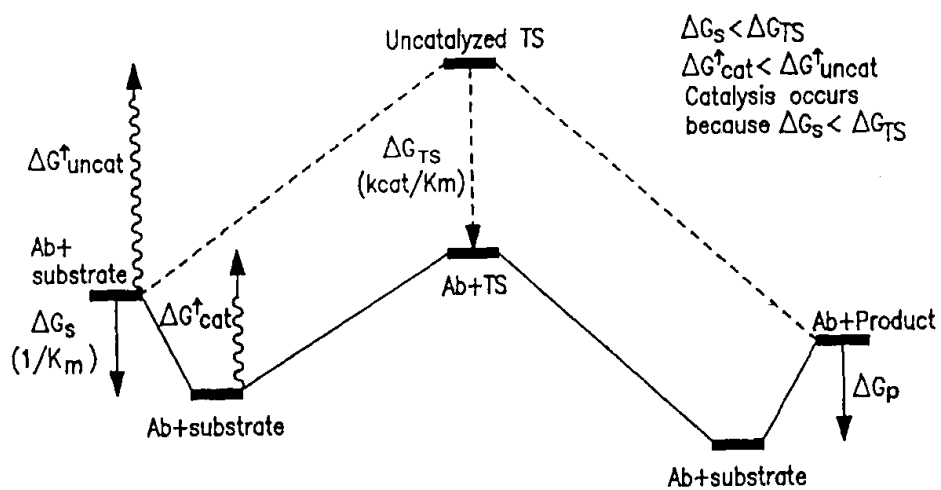 Uncatalyzed TS
ΔGs<ΔGTS
ΔG†cat<ΔG†uncat
Catalysis occurs
because ΔGs<ΔGTS
ΔG†uncat
ΔGTS
(kcat/Km)
Ab+
substrate
ΔGs
(1/Km)
ΔG†cat
Ab+TS
Ab+Product
ΔGp
Ab+substrate
Ab+substrate